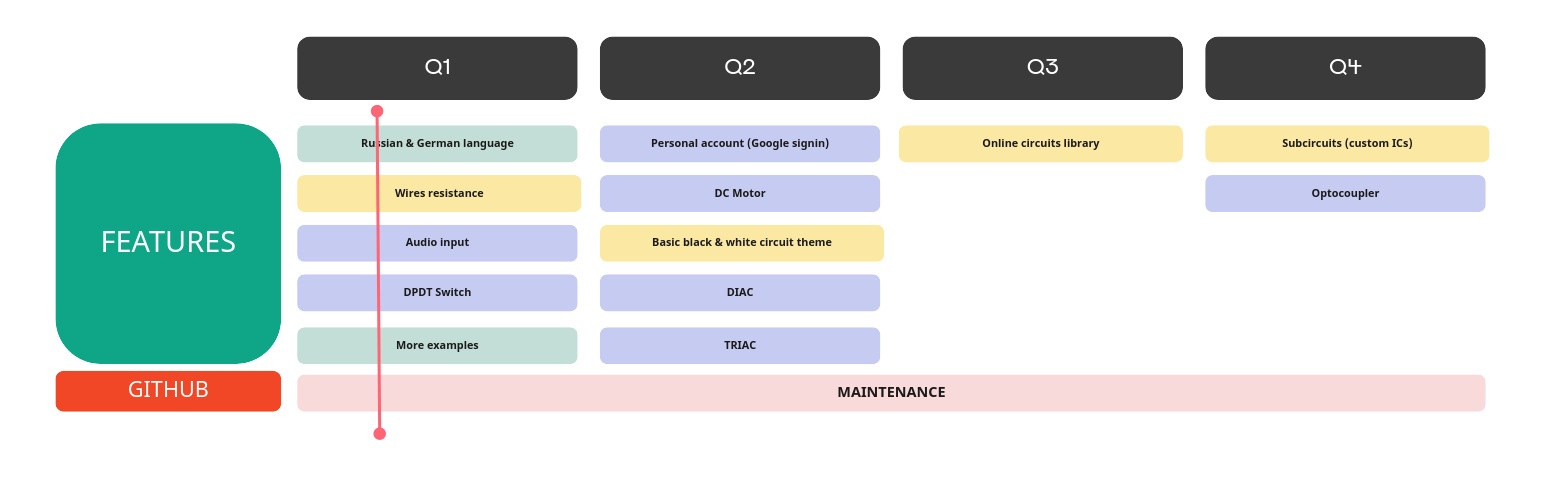 Q1
Q2
Q3
Q4
FEATURES
Russian & German language
Personal account (Google signin)
Online circuits library
Subcircuits (custom ICs)
Wires resistance
DC Motor
Optocoupler
Audio input
Basic black & white circuit theme
DPDT Switch
DIAC
More examples
TRIAC
GITHUB
MAINTENANCE